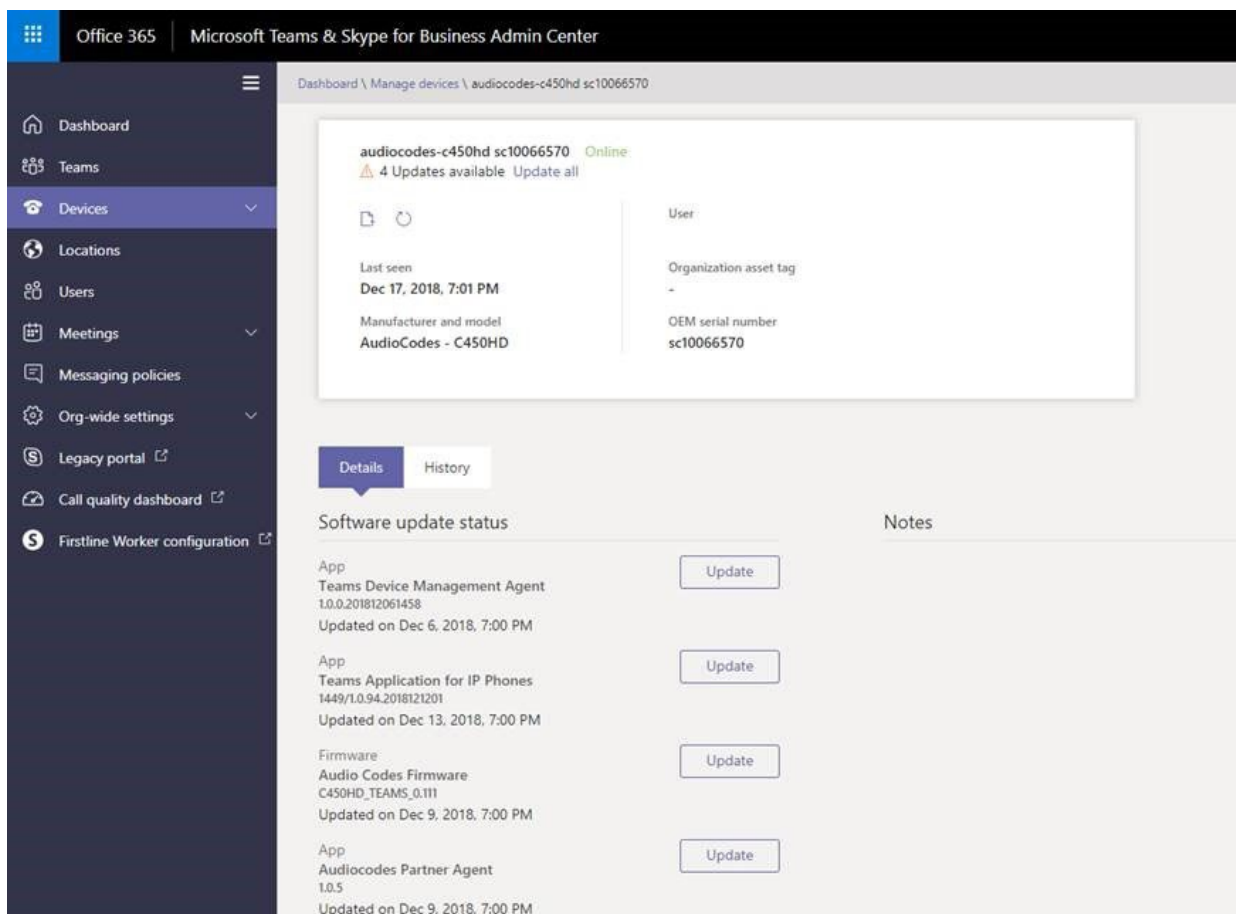 Office 365
Microsoft Teams & Skype for Business Admin Center
Dashboard \ Manage devices \ audiocodes-c450hd sc10066570
Dashboard
Teams
Devices
Locations
Users
Meetings
Messaging policies
Org-wide settings
Legacy portal
Call quality dashboard
Firstline Worker configuration
audiocodes-c450hd sc10066570 Online
4 Updates available Update all
User
Last seen
Dec 17, 2018, 7:01 PM
Organization asset tag
-
Manufacturer and model
AudioCodes - C450HD
OEM serial number
sc10066570
Details
History
Software update status
Notes
App
Teams Device Management Agent
1.0.0.201812061458
Updated on Dec 6, 2018, 7:00 PM
Update
App
Teams Application for IP Phones
1449/1.0.94.2018121201
Updated on Dec 13, 2018, 7:00 PM
Update
Firmware
Audio Codes Firmware
C450HD_TEAMS_0.111
Updated on Dec 9, 2018, 7:00 PM
Update
App
Audiocodes Partner Agent
1.0.5
Updated on Dec 9, 2018, 7:00 PM
Update